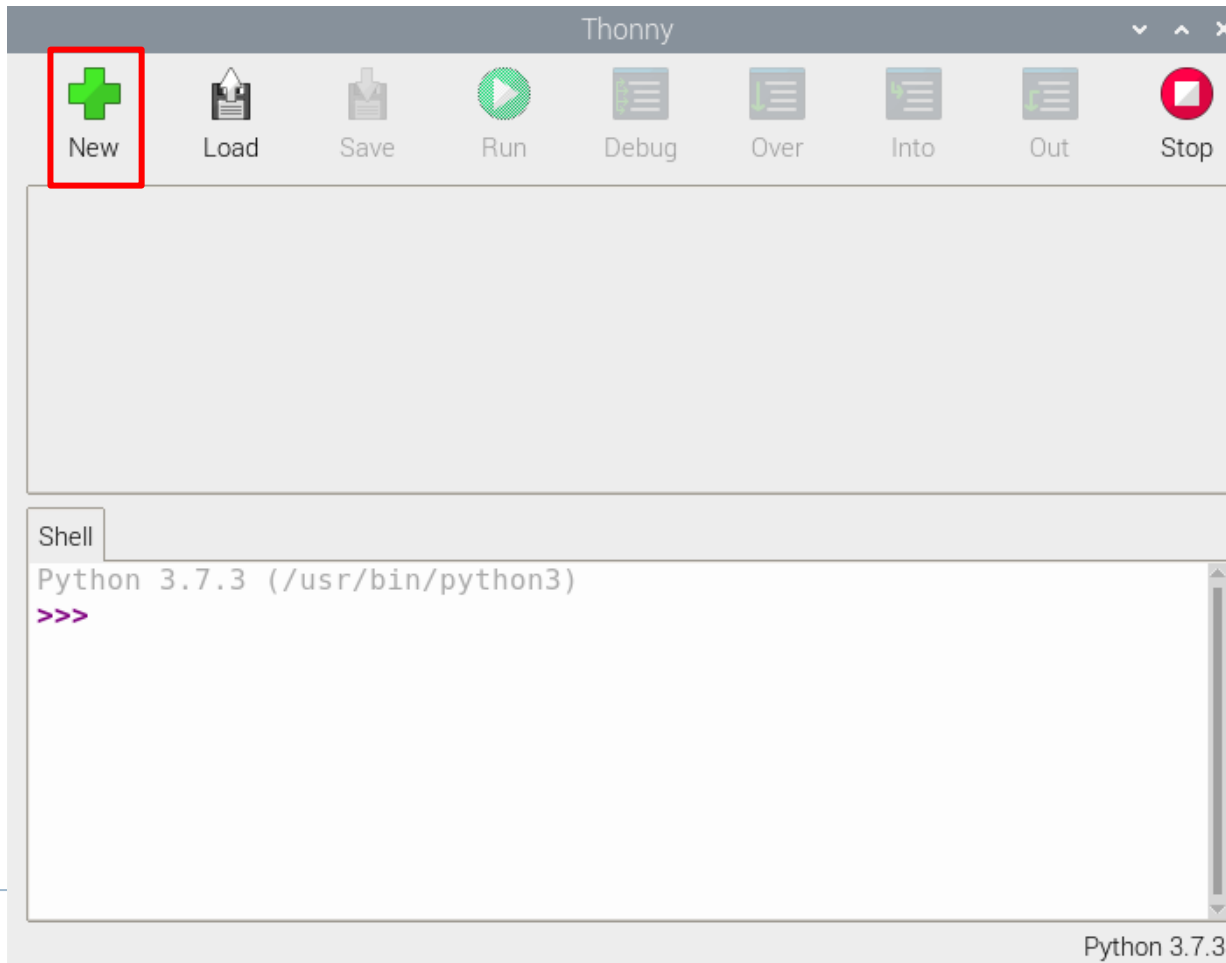 Thonny
New Load Save Run Debug Over Into Out Stop
Shell
Python 3.7.3 (/usr/bin/python3)
>>>
Python 3.7.3